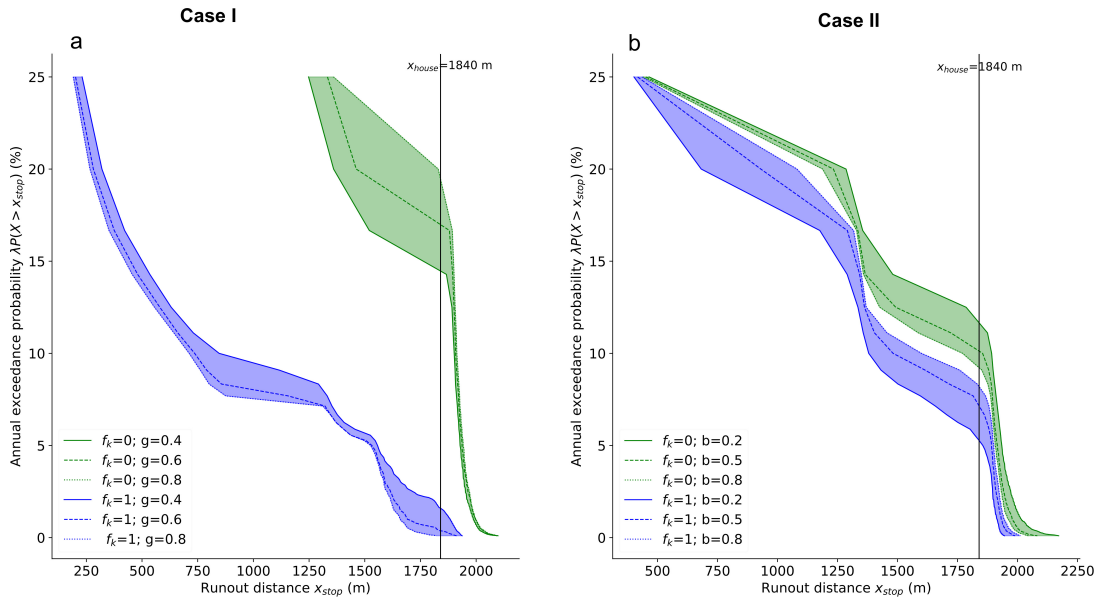 Case I
a
x_house=1840 m
Annual exceedance probability λP(X > x_stop) (%)
25
20
15
10
5
0
f_k=0; g=0.4
f_k=0; g=0.6
f_k=0; g=0.8
f_k=1; g=0.4
f_k=1; g=0.6
f_k=1; g=0.8
250 500 750 1000 1250 1500 1750 2000
Runout distance x_stop (m)
Case II
b
x_house=1840 m
Annual exceedance probability λP(X > x_stop) (%)
25
20
15
10
5
0
f_k=0; b=0.2
f_k=0; b=0.5
f_k=0; b=0.8
f_k=1; b=0.2
f_k=1; b=0.5
f_k=1; b=0.8
500 750 1000 1250 1500 1750 2000 2250
Runout distance x_stop (m)